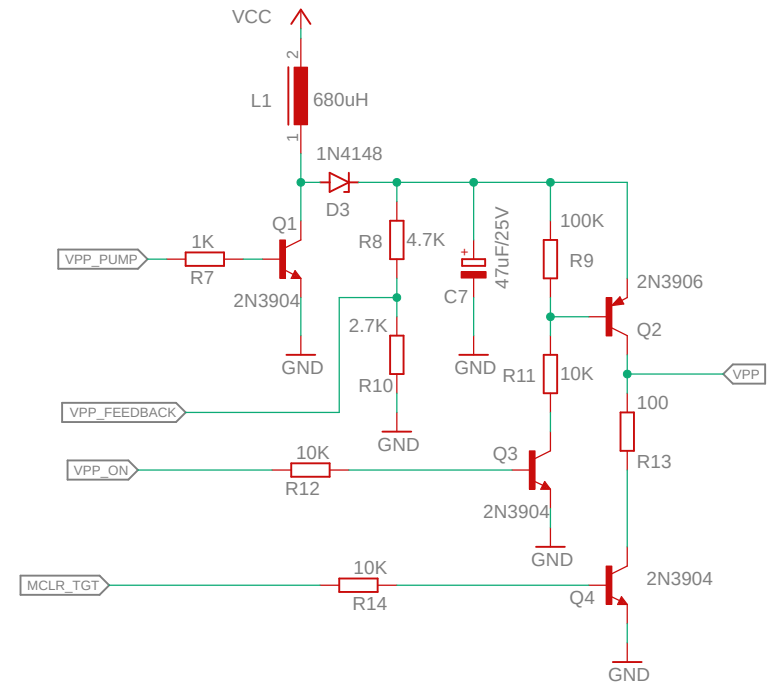 VCC
2
L1
680uH
1
1N4148
D3
Q1
1K
VPP_PUMP
R7
2N3904
GND
R8
4.7K
47uF/25V
+
C7
GND
100K
R9
2N3906
Q2
2.7K
R10
R11
10K
VPP
VPP_FEEDBACK
GND
100
R13
Q3
10K
VPP_ON
R12
2N3904
GND
10K
MCLR_TGT
R14
Q4
2N3904
GND